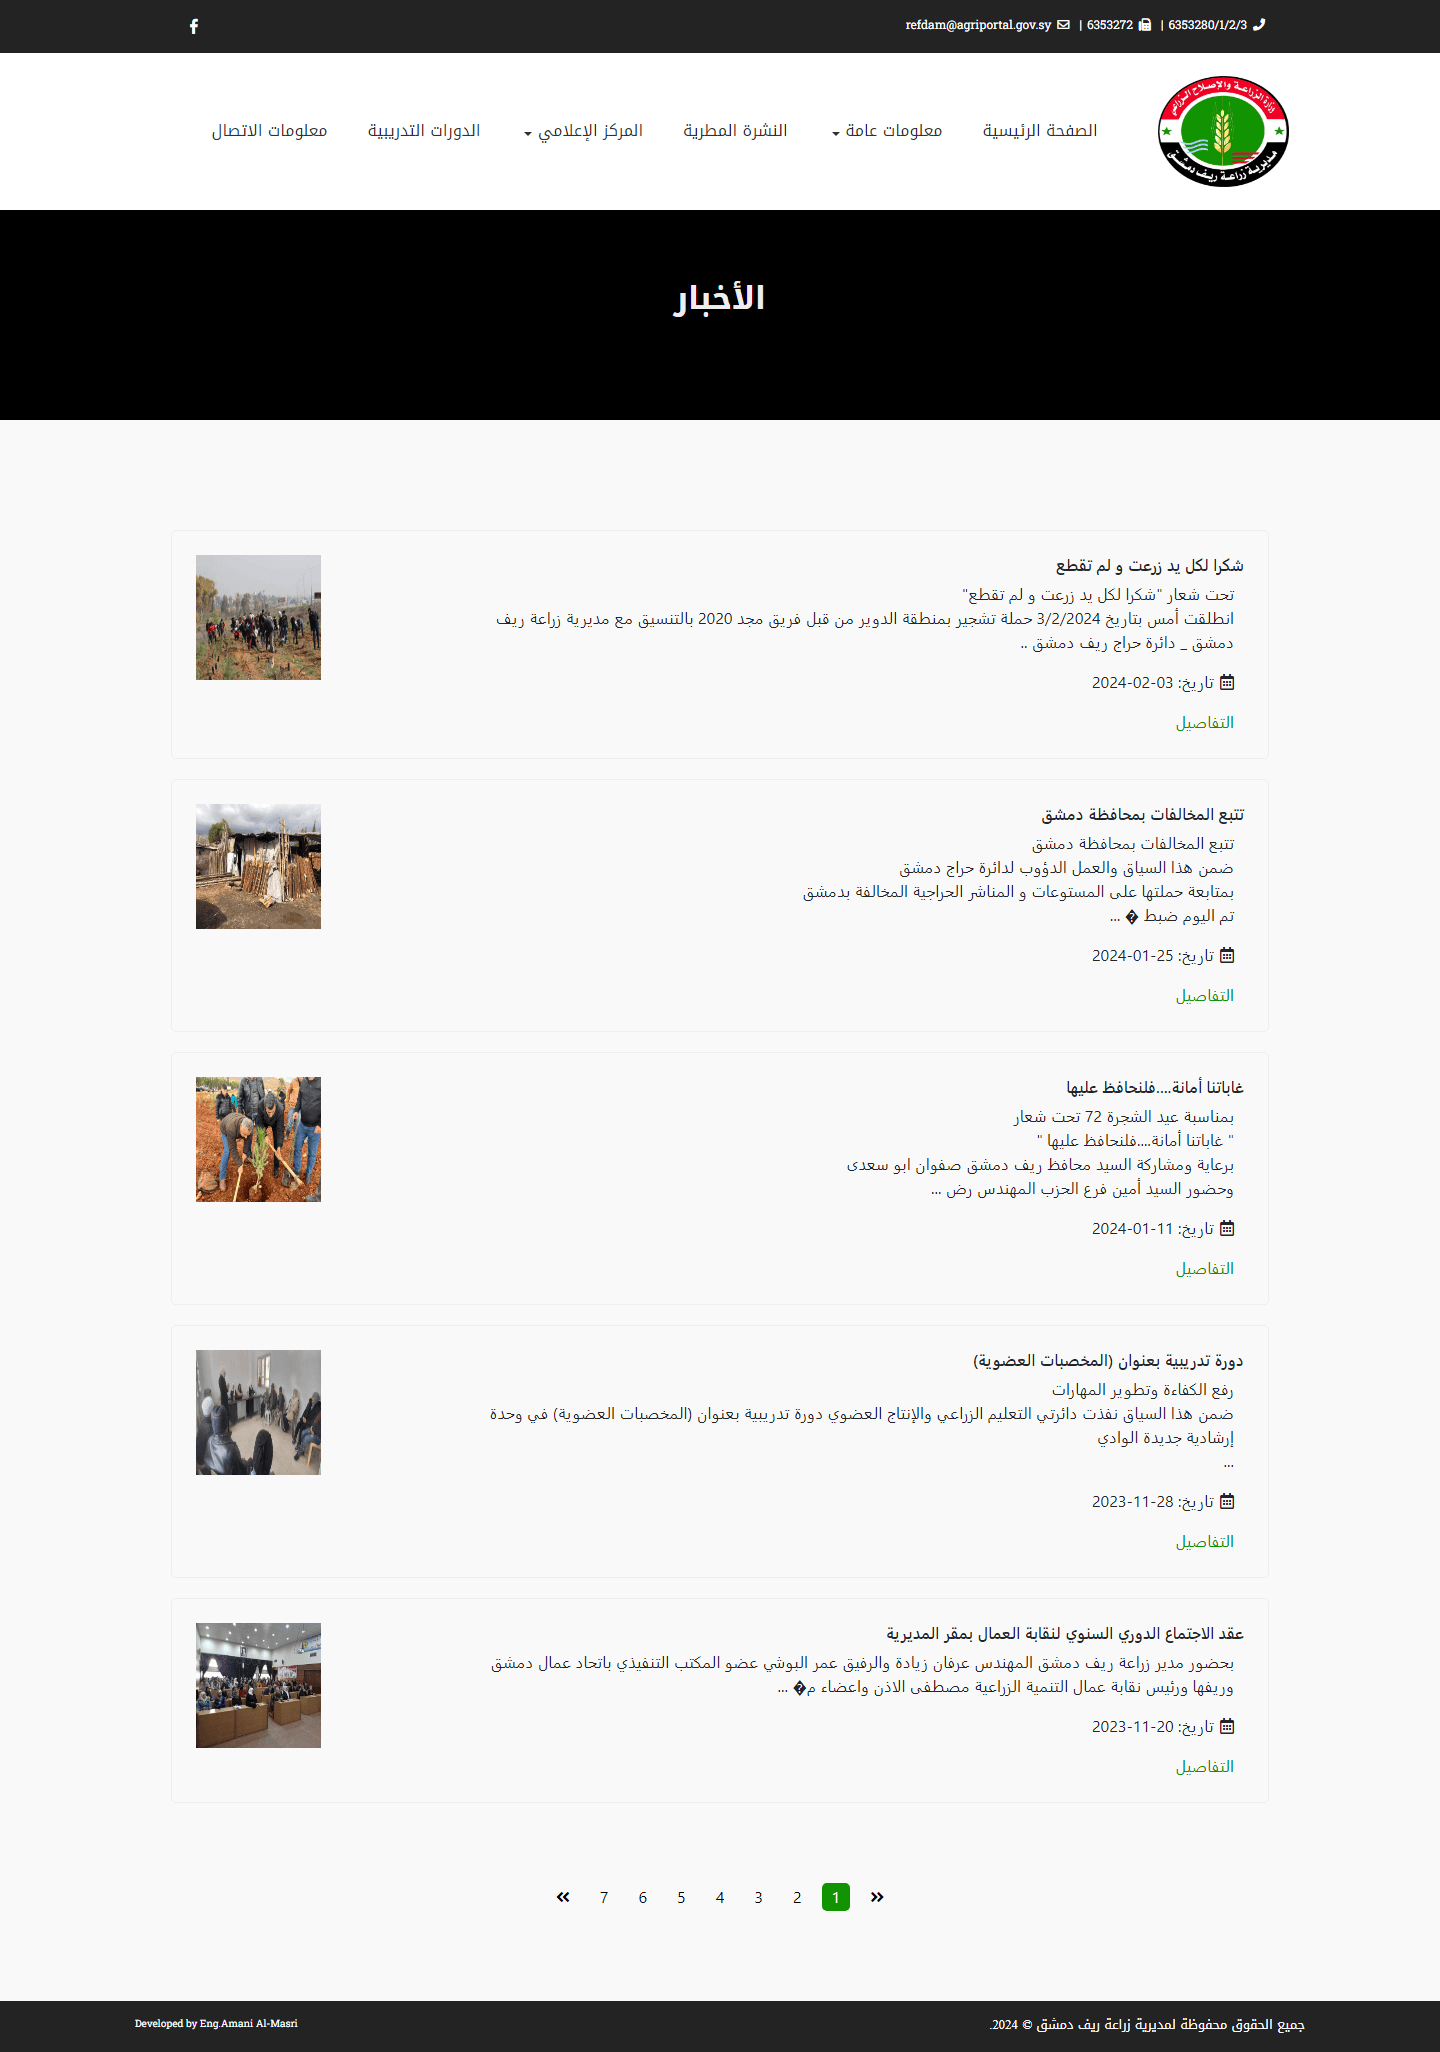 6353280/1/2/3 | 6353272 | refdam@agriportal.gov.sy
وزارة الزراعة والإصلاح الزراعي
مديرية زراعة ريف دمشق
الصفحة الرئيسية
معلومات عامة
النشرة المطرية
المركز الإعلامي
الدورات التدريبية
معلومات الاتصال
الأخبار
شكرا لكل يد زرعت و لم تقطع
تحت شعار "شكرا لكل يد زرعت و لم تقطع"
انطلقت أمس بتاريخ 3/2/2024 حملة تشجير بمنطقة الدوير من قبل فريق مجد 2020 بالتنسيق مع مديرية زراعة ريف
دمشق _ دائرة حراج ريف دمشق ..
تاريخ: 03-02-2024
التفاصيل
تتبع المخالفات بمحافظة دمشق
تتبع المخالفات بمحافظة دمشق
ضمن هذا السياق والعمل الدؤوب لدائرة حراج دمشق
بمتابعة حملتها على المستوعات و المناشر الحراجية المخالفة بدمشق
تم اليوم ضبط � ...
تاريخ: 25-01-2024
التفاصيل
غاباتنا أمانة....فلنحافظ عليها
بمناسبة عيد الشجرة 72 تحت شعار
" غاباتنا أمانة....فلنحافظ عليها "
برعاية ومشاركة السيد محافظ ريف دمشق صفوان ابو سعدى
وحضور السيد أمين فرع الحزب المهندس رض ...
تاريخ: 11-01-2024
التفاصيل
دورة تدريبية بعنوان (المخصبات العضوية)
رفع الكفاءة وتطوير المهارات
ضمن هذا السياق نفذت دائرتي التعليم الزراعي والإنتاج العضوي دورة تدريبية بعنوان (المخصبات العضوية) في وحدة
إرشادية جديدة الوادي
...
تاريخ: 28-11-2023
التفاصيل
عقد الاجتماع الدوري السنوي لنقابة العمال بمقر المديرية
بحضور مدير زراعة ريف دمشق المهندس عرفان زيادة والرفيق عمر البوشي عضو المكتب التنفيذي باتحاد عمال دمشق
وريفها ورئيس نقابة عمال التنمية الزراعية مصطفى الاذن واعضاء م� ...
تاريخ: 20-11-2023
التفاصيل
« 1 2 3 4 5 6 7 »
جميع الحقوق محفوظة لمديرية زراعة ريف دمشق © 2024.
Developed by Eng.Amani Al-Masri